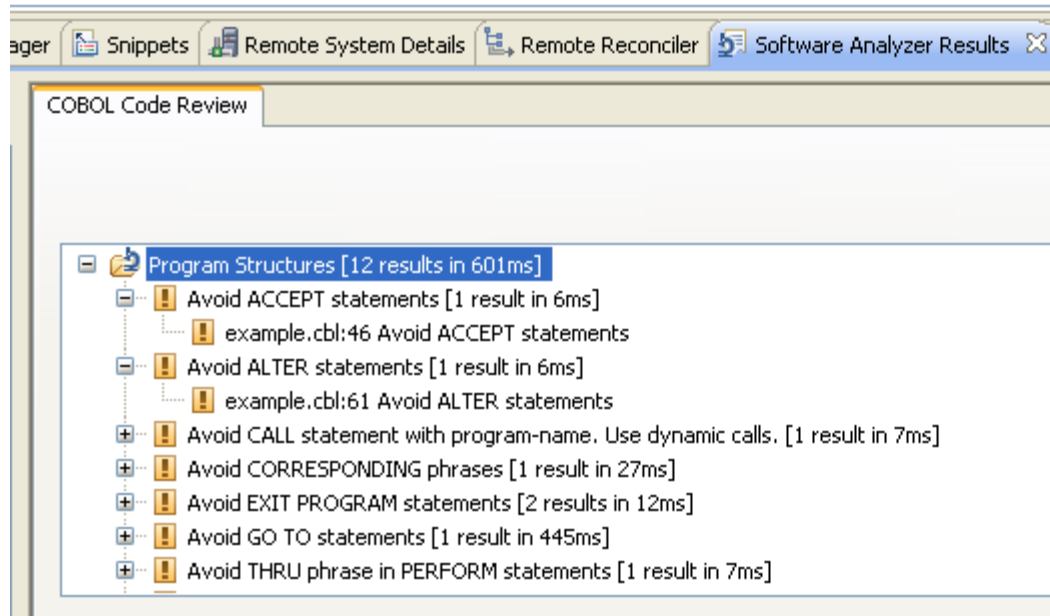 ager Snippets Remote System Details Remote Reconciler Software Analyzer Results
COBOL Code Review
Program Structures [12 results in 601ms]
Avoid ACCEPT statements [1 result in 6ms]
example.cbl:46 Avoid ACCEPT statements
Avoid ALTER statements [1 result in 6ms]
example.cbl:61 Avoid ALTER statements
Avoid CALL statement with program-name. Use dynamic calls. [1 result in 7ms]
Avoid CORRESPONDING phrases [1 result in 27ms]
Avoid EXIT PROGRAM statements [2 results in 12ms]
Avoid GO TO statements [1 result in 445ms]
Avoid THRU phrase in PERFORM statements [1 result in 7ms]